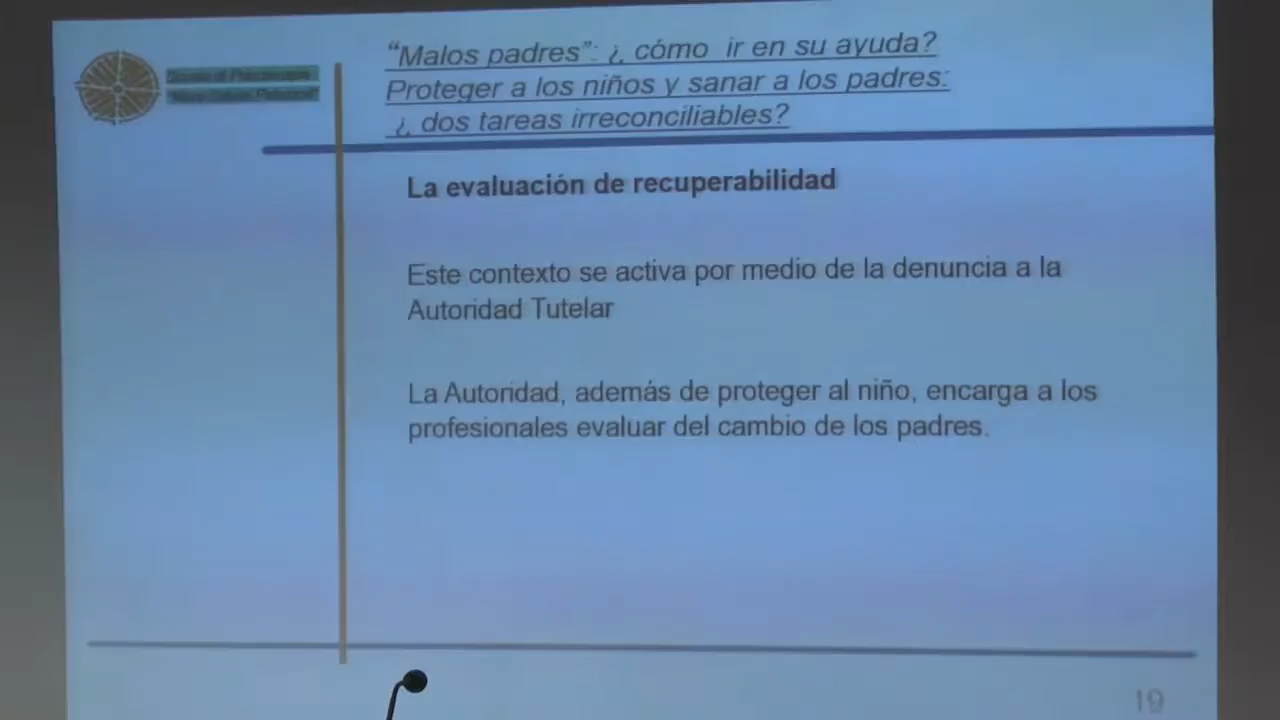 “Malos padres”: ¿ cómo ir en su ayuda?
Proteger a los niños y sanar a los padres:
¿ dos tareas irreconciliables?
La evaluación de recuperabilidad
Este contexto se activa por medio de la denuncia a la
Autoridad Tutelar
La Autoridad, además de proteger al niño, encarga a los
profesionales evaluar del cambio de los padres.
19